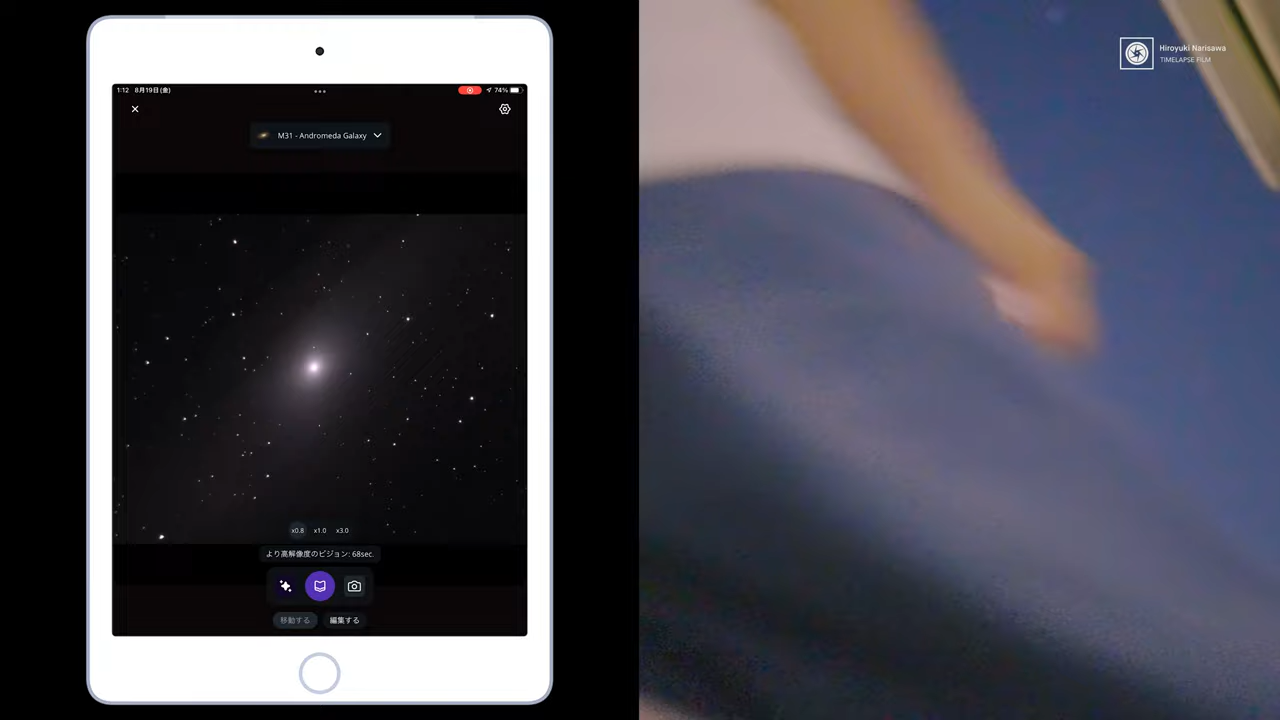 1:12 8月19日(金)
74%
M31 - Andromeda Galaxy
x0.8 x1.0 x3.0
より高解像度のビジョン: 68sec.
移動する 編集する
Hiroyuki Narisawa
TIMELAPSE FILM